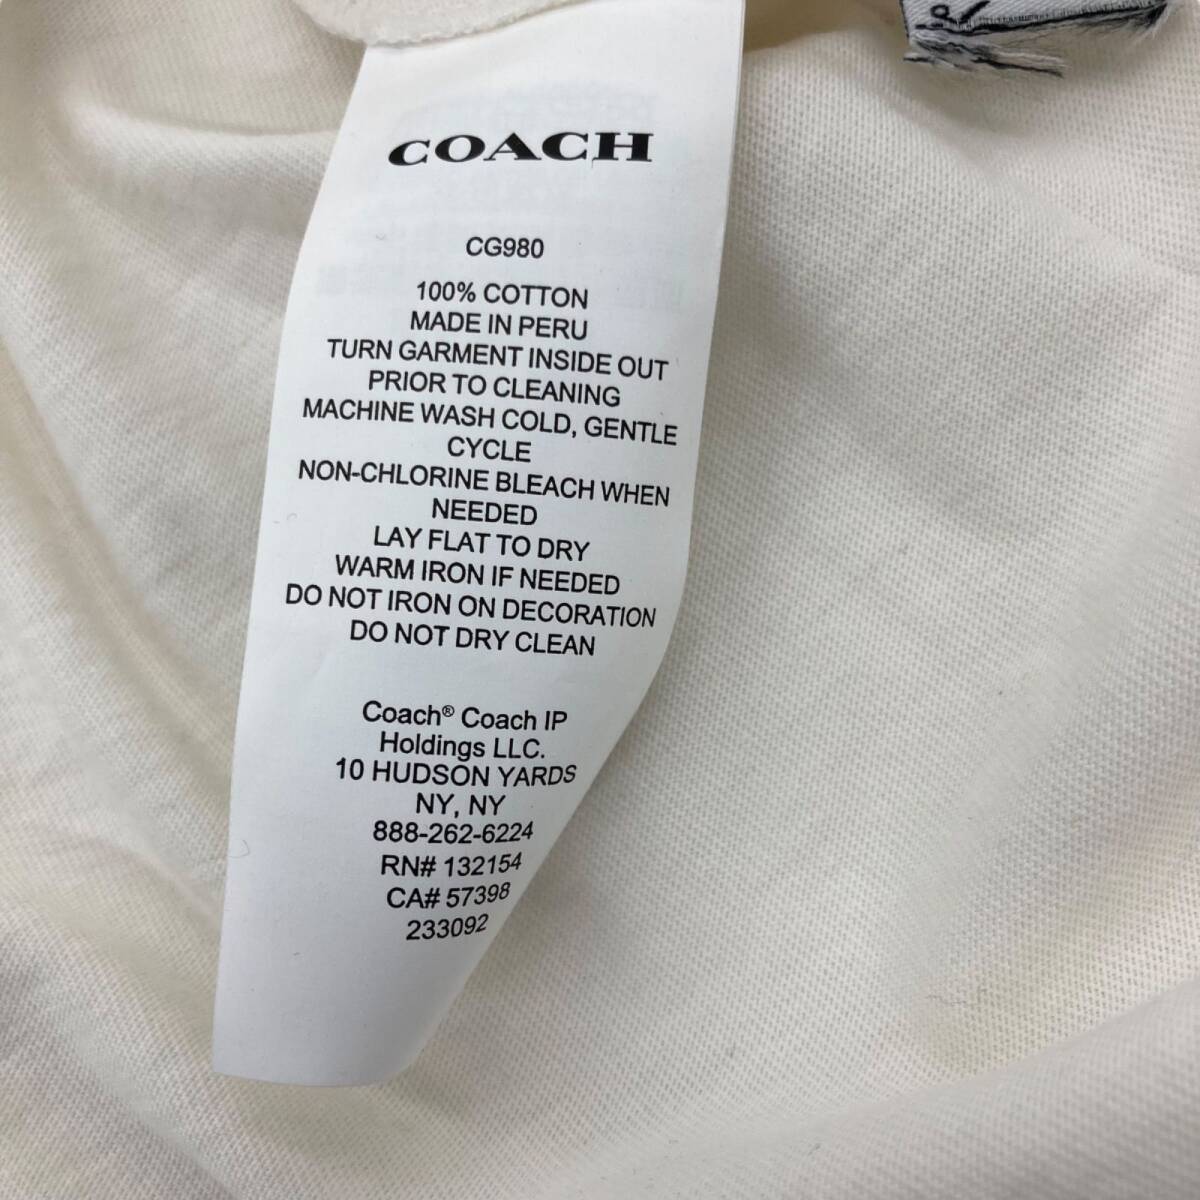 COACH
CG980
100% COTTON
MADE IN PERU
TURN GARMENT INSIDE OUT
PRIOR TO CLEANING
MACHINE WASH COLD, GENTLE
CYCLE
NON-CHLORINE BLEACH WHEN
NEEDED
LAY FLAT TO DRY
WARM IRON IF NEEDED
DO NOT IRON ON DECORATION
DO NOT DRY CLEAN
Coach® Coach IP
Holdings LLC.
10 HUDSON YARDS
NY, NY
888-262-6224
RN# 132154
CA# 57398
233092